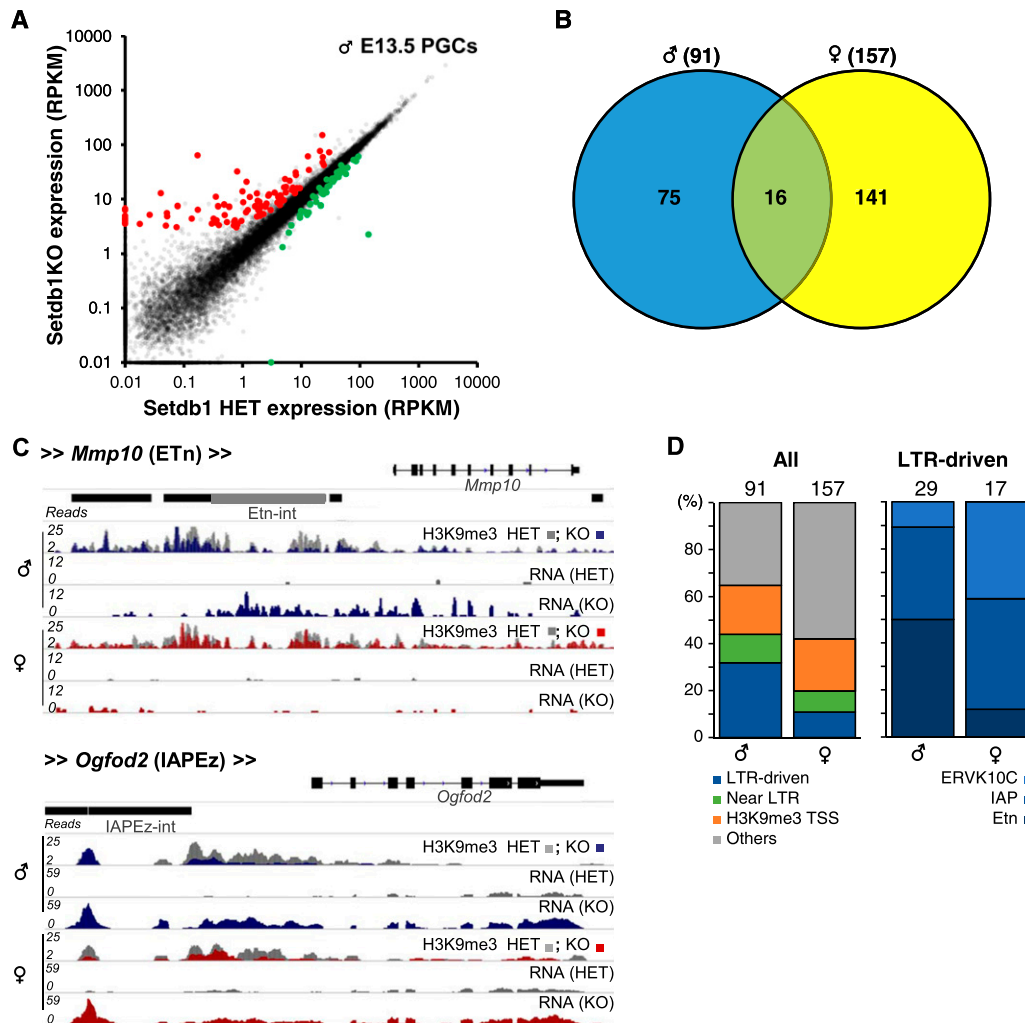 A
♂ E13.5 PGCs
Setdb1KO expression (RPKM)
10000
1000
100
10
1
0.1
0.01
0.01 0.1 1 10 100 1000 10000
Setdb1 HET expression (RPKM)
B
♂ (91) ♀ (157)
75 16 141
C
>> Mmp10 (ETn) >>
Mmp10
Reads
Etn-int
♂
25
2
H3K9me3 HET ; KO
12
0
RNA (HET)
12
0
RNA (KO)
♀
25
2
H3K9me3 HET ; KO
12
0
RNA (HET)
12
0
RNA (KO)
>> Ogfod2 (IAPEz) >>
Ogfod2
Reads
IAPEz-int
♂
25
2
H3K9me3 HET ; KO
59
0
RNA (HET)
59
0
RNA (KO)
♀
25
2
H3K9me3 HET ; KO
59
0
RNA (HET)
59
0
RNA (KO)
D
All LTR-driven
91 157 29 17
(%)
80
60
40
20
0
♂ ♀ ♂ ♀
LTR-driven
Near LTR
H3K9me3 TSS
Others
ERVK10C
IAP
Etn